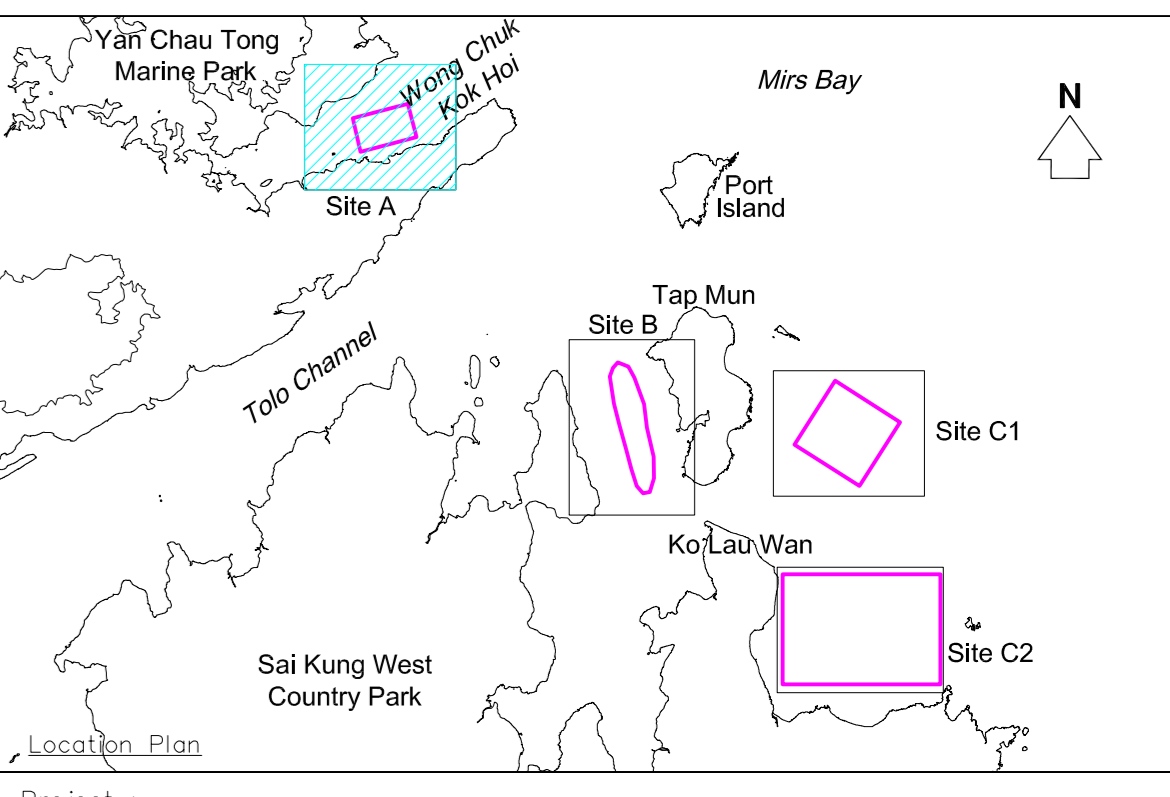 Yan Chau Tong
Marine Park
Wong Chuk
Kok Hoi
Mirs Bay
N
Site A
Port
Island
Tap Mun
Site B
Tolo Channel
Site C1
Ko Lau Wan
Site C2
Sai Kung West
Country Park
Location Plan